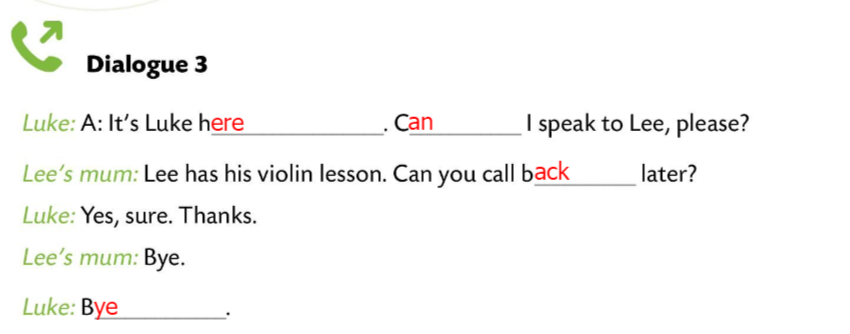 Dialogue 3
Luke: A: It's Luke here. Can I speak to Lee, please?
Lee's mum: Lee has his violin lesson. Can you call back later?
Luke: Yes, sure. Thanks.
Lee's mum: Bye.
Luke: Bye.